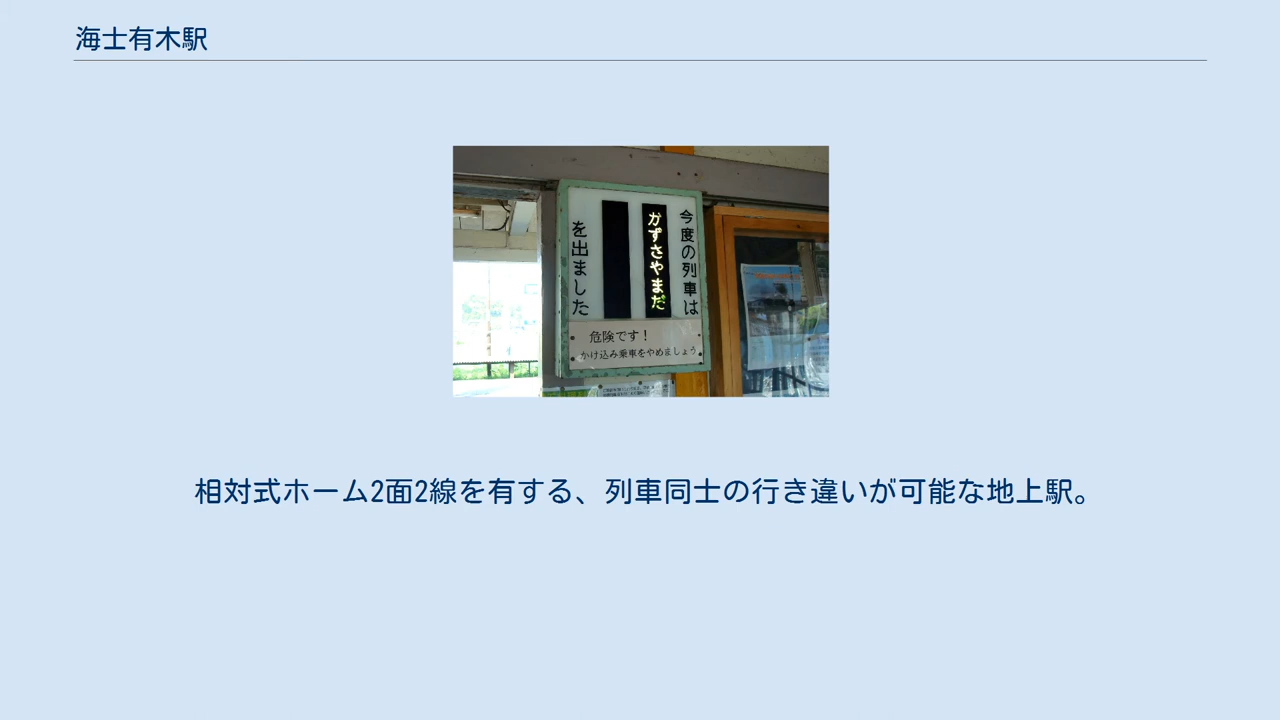 海士有木駅
今度の列車は
かずさやまだ
を出ました
危険です！
かけ込み乗車をやめましょう
相対式ホーム2面2線を有する、列車同士の行き違いが可能な地上駅。